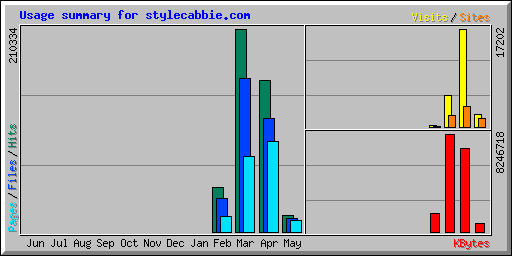 Usage summary for stylecabbie.com
Visits/Sites
210334
17202
Pages/Files/Hits
8246718
Jun Jul Aug Sep Oct Nov Dec Jan Feb Mar Apr May
KBytes